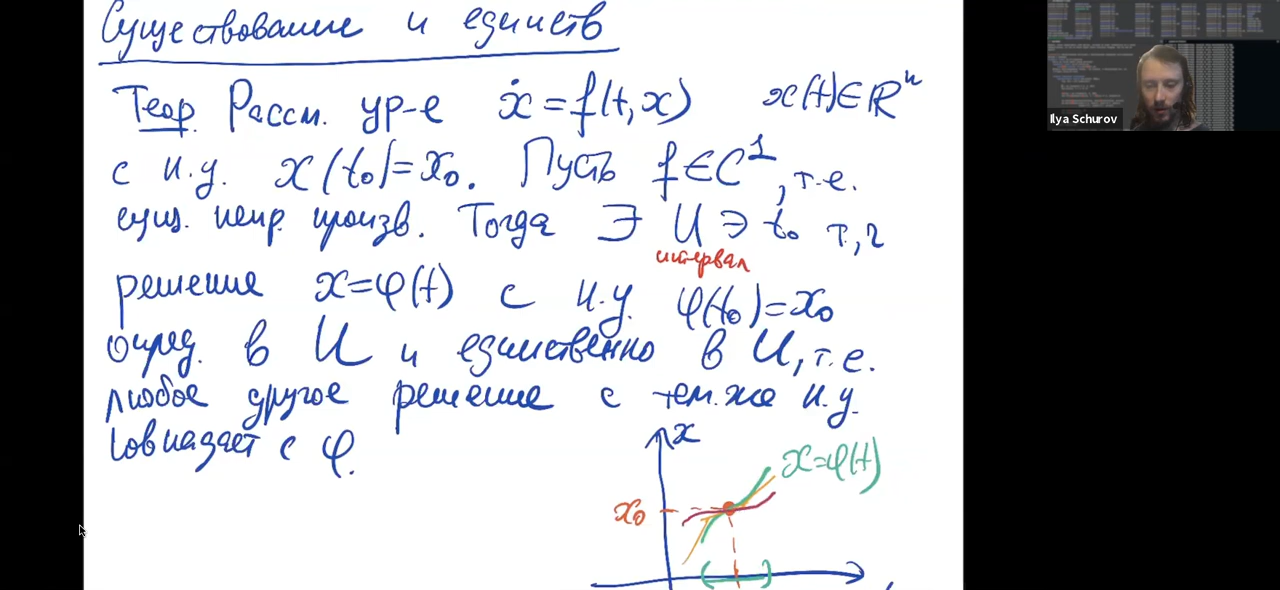 Существование и единств
Теор. Рассм. ур-е ẋ = f(t, x) x(t)∈ℝⁿ
с н.у. x(t₀)=x₀. Пусть f∈C¹, т.е.
сущ. непр. произв. Тогда ∃ U ∋ t₀ т,ч
интервал
решение x=φ(t) с н.у. φ(t₀)=x₀
опред. в U и единственно в U, т.е.
любое другое решение с тем же н.у.
совпадает с φ.
x
x=φ(t)
x₀
Ilya Schurov